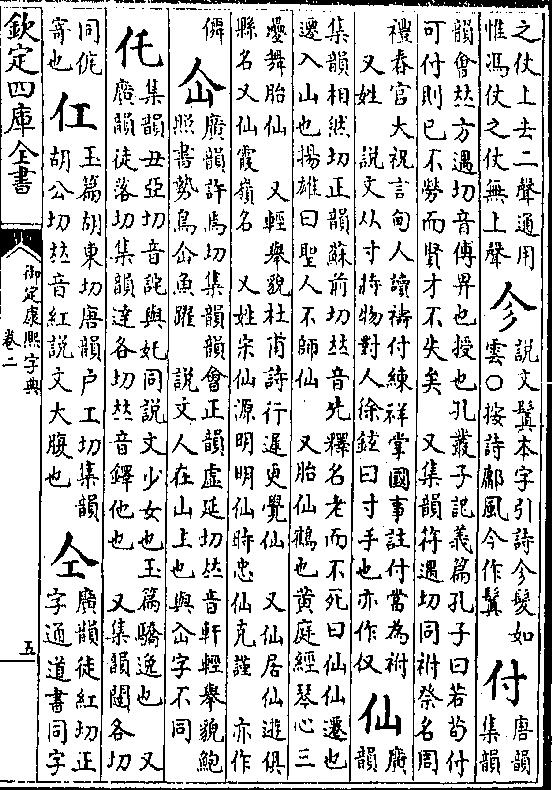 之仗上去二聲通用
惟馮仗之仗無上聲
㐱
說文鬒本字引詩㐱髮如
雲○按詩鄘風今作鬒
付
唐韻
集韻
韻會𠀤方遇切音傅畀也授也孔叢子記義篇孔子曰若苟付
可付則已不勞而賢才不失矣　又集韻符遇切同祔祭名周
禮春官大祝言甸人讀禱付練祥掌國事註付當為祔
又姓　說文从寸持物對人徐鉉曰寸手也亦作仅
仙
廣
韻
集韻相然切正韻蘇前切𠀤音先釋名老而不死曰仙仙遷也
遷入山也揚雄曰聖人不師仙　又胎仙鶴也黃庭經琴心三
疊舞胎仙　又輕舉貌杜甫詩行遲更覺仙　又仙居仙遊俱
縣名又仙霞嶺名　又姓宋仙源明明仙時忠仙克謹　亦作
僲
仚
廣韻許焉切集韻韻會正韻虛延切𠀤音軒輕舉貌鮑
照書勢鳥仚魚躍　說文人在山上也與㐰字不同
仛
集韻丑亞切音詫與奼同說文少女也玉篇驕逸也　又
廣韻徒落切集韻達各切𠀤音鐸他也　又集韻闥各切
同侂
寄也
仜
玉篇胡東切唐韻戸工切集韻
胡公切𠀤音紅說文大腹也
仝
廣韻徒紅切正
字通道書同字
欽定四庫全書
御定康熙字典
卷二
五